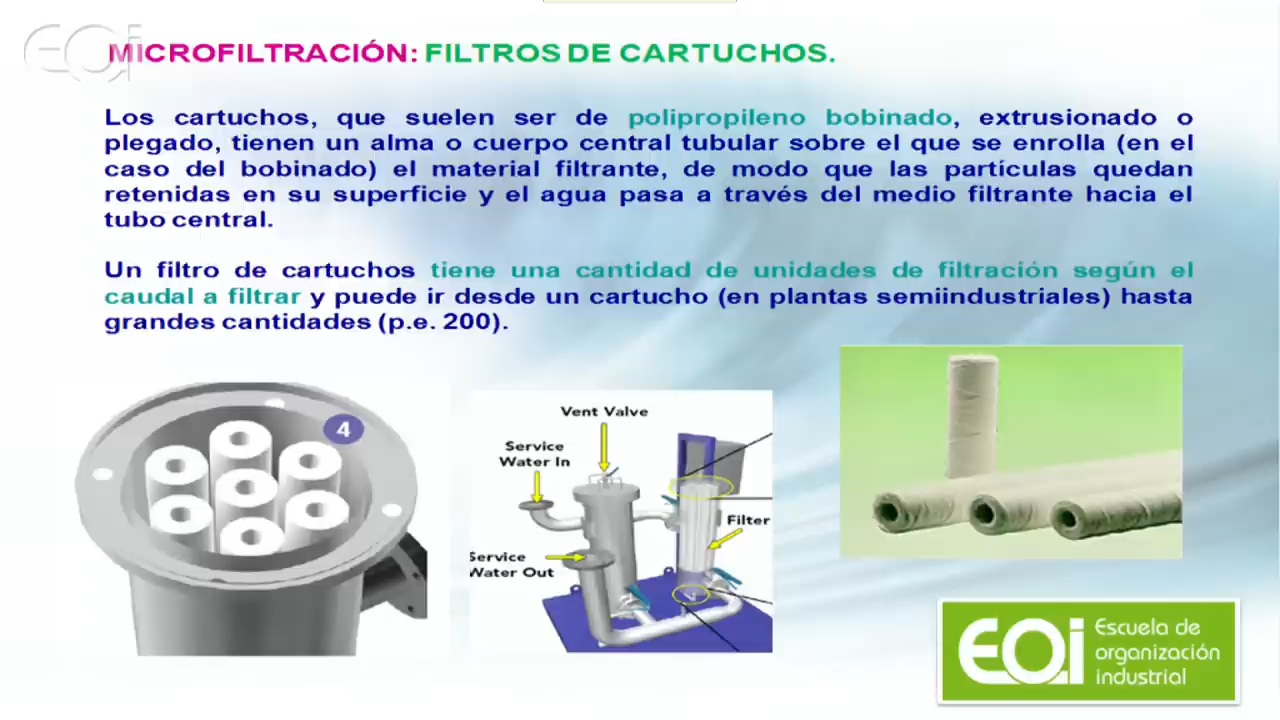 EOi
MICROFILTRACIÓN: FILTROS DE CARTUCHOS.
Los cartuchos, que suelen ser de polipropileno bobinado, extrusionado o
plegado, tienen un alma o cuerpo central tubular sobre el que se enrolla (en el
caso del bobinado) el material filtrante, de modo que las partículas quedan
retenidas en su superficie y el agua pasa a través del medio filtrante hacia el
tubo central.
Un filtro de cartuchos tiene una cantidad de unidades de filtración según el
caudal a filtrar y puede ir desde un cartucho (en plantas semiindustriales) hasta
grandes cantidades (p.e. 200).
4
Vent Valve
Service
Water In
Filter
Service
Water Out
EOi
Escuela de
organización
industrial